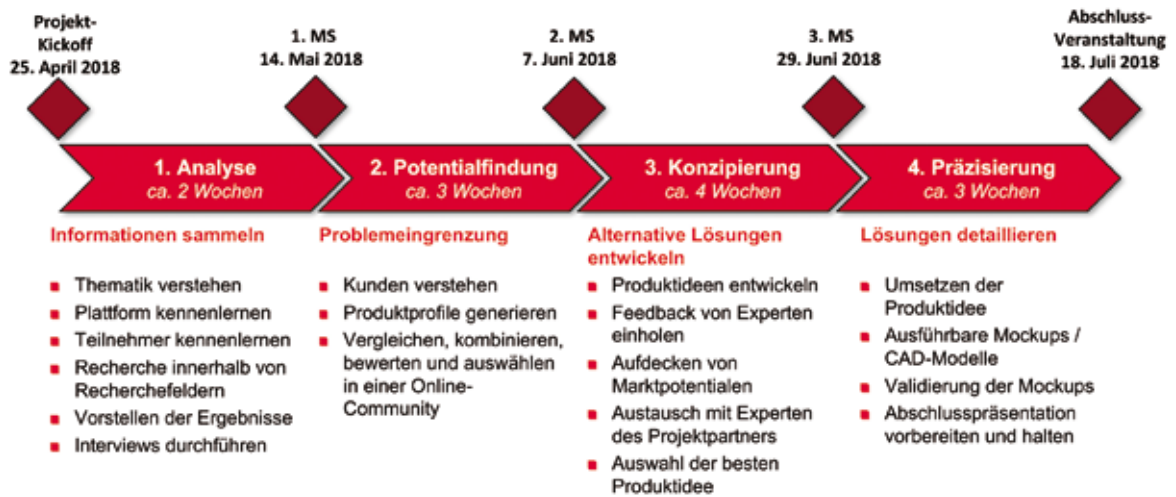 Projekt-
Kickoff
25. April 2018
1. MS
14. Mai 2018
2. MS
7. Juni 2018
3. MS
29. Juni 2018
Abschluss-
Veranstaltung
18. Juli 2018
1. Analyse
ca. 2 Wochen
2. Potentialfindung
ca. 3 Wochen
3. Konzipierung
ca. 4 Wochen
4. Präzisierung
ca. 3 Wochen
Informationen sammeln
Thematik verstehen
Plattform kennenlernen
Teilnehmer kennenlernen
Recherche innerhalb von
Recherchefeldern
Vorstellen der Ergebnisse
Interviews durchführen
Problemeingrenzung
Kunden verstehen
Produktprofile generieren
Vergleichen, kombinieren,
bewerten und auswählen
in einer Online-
Community
Alternative Lösungen
entwickeln
Produktideen entwickeln
Feedback von Experten
einholen
Aufdecken von
Marktpotentialen
Austausch mit Experten
des Projektpartners
Auswahl der besten
Produktidee
Lösungen detaillieren
Umsetzen der
Produktidee
Ausführbare Mockups /
CAD-Modelle
Validierung der Mockups
Abschlusspräsentation
vorbereiten und halten